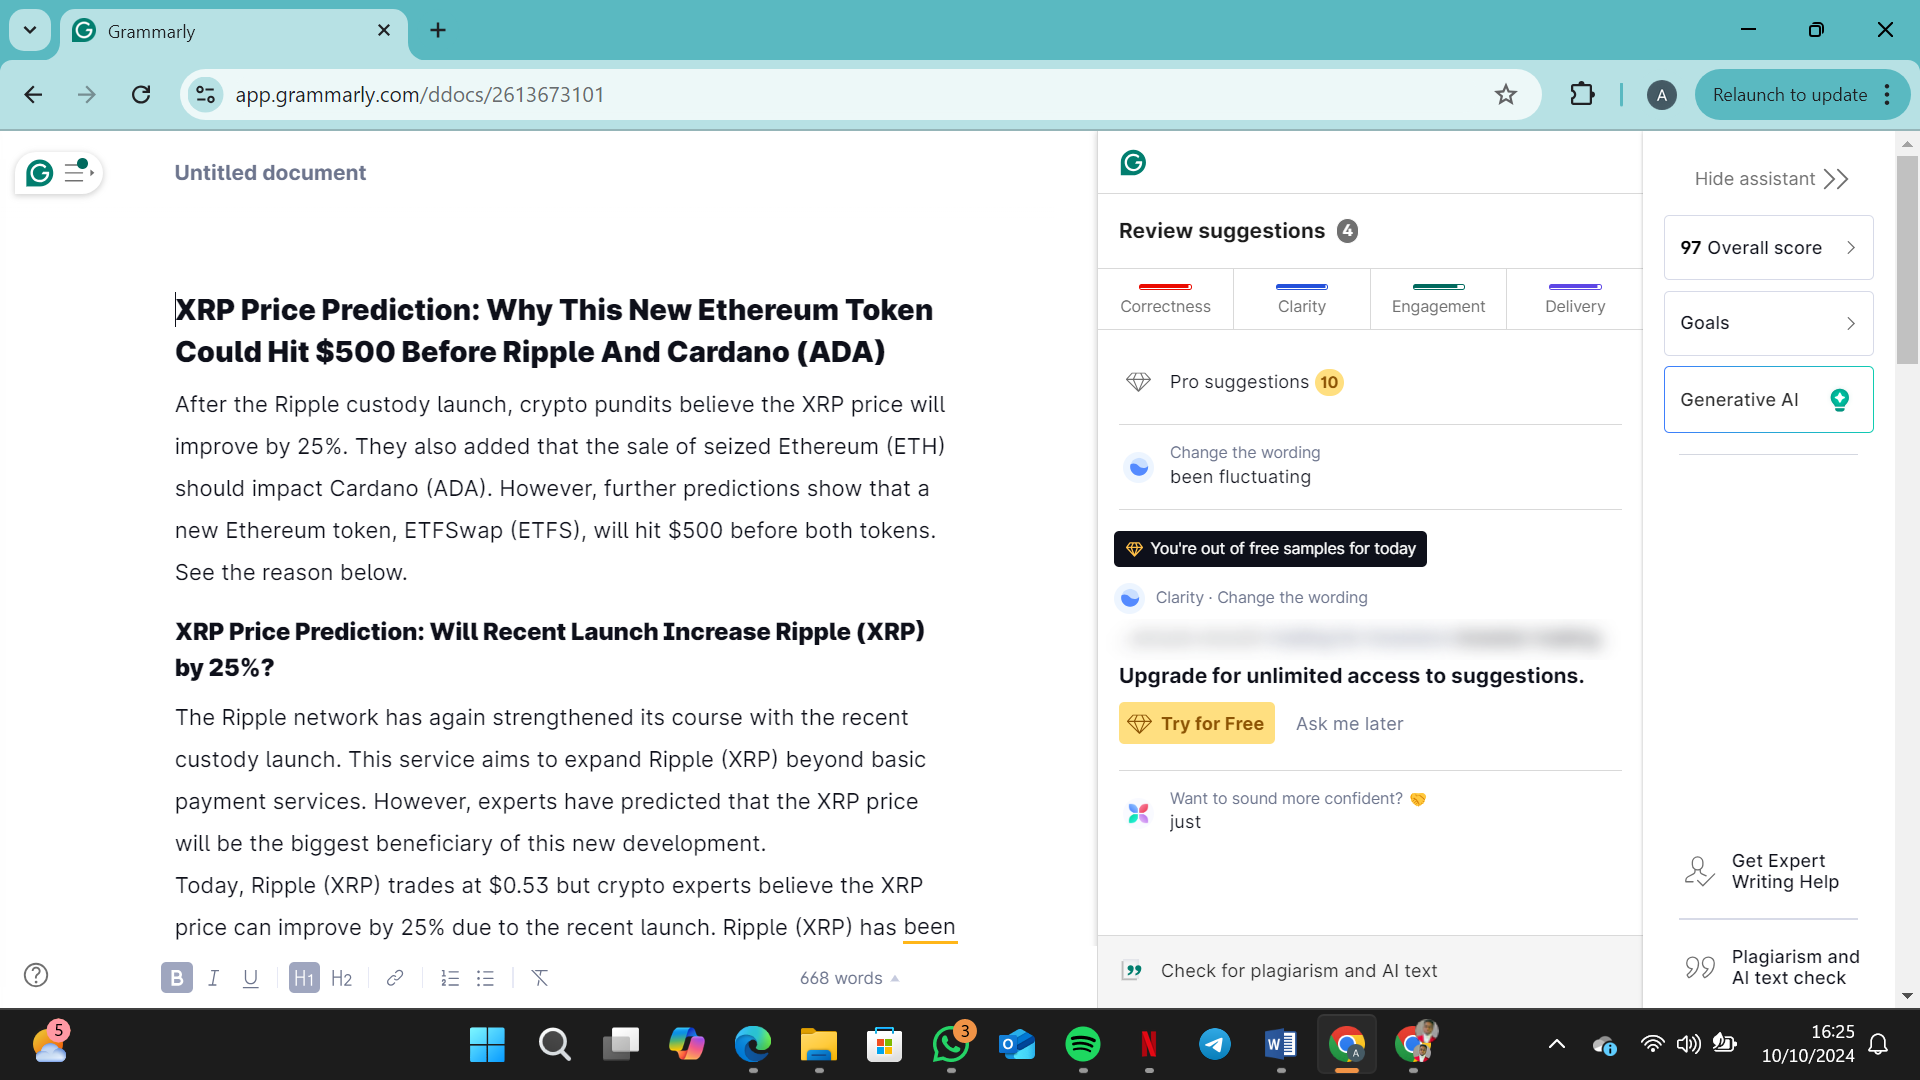 Grammarly
app.grammarly.com/ddocs/2613673101
A
Relaunch to update
Untitled document
XRP Price Prediction: Why This New Ethereum Token
Could Hit $500 Before Ripple And Cardano (ADA)
After the Ripple custody launch, crypto pundits believe the XRP price will
improve by 25%. They also added that the sale of seized Ethereum (ETH)
should impact Cardano (ADA). However, further predictions show that a
new Ethereum token, ETFSwap (ETFS), will hit $500 before both tokens.
See the reason below.
XRP Price Prediction: Will Recent Launch Increase Ripple (XRP)
by 25%?
The Ripple network has again strengthened its course with the recent
custody launch. This service aims to expand Ripple (XRP) beyond basic
payment services. However, experts have predicted that the XRP price
will be the biggest beneficiary of this new development.
Today, Ripple (XRP) trades at $0.53 but crypto experts believe the XRP
price can improve by 25% due to the recent launch. Ripple (XRP) has been
B I U H1 H2
668 words
Review suggestions 4
Correctness Clarity Engagement Delivery
Pro suggestions 10
Change the wording
been fluctuating
You're out of free samples for today
Clarity · Change the wording
Upgrade for unlimited access to suggestions.
Try for Free Ask me later
Want to sound more confident? 🤝
just
Check for plagiarism and AI text
Hide assistant
97 Overall score
Goals
Generative AI
Get Expert
Writing Help
Plagiarism and
AI text check
5
3
16:25
10/10/2024